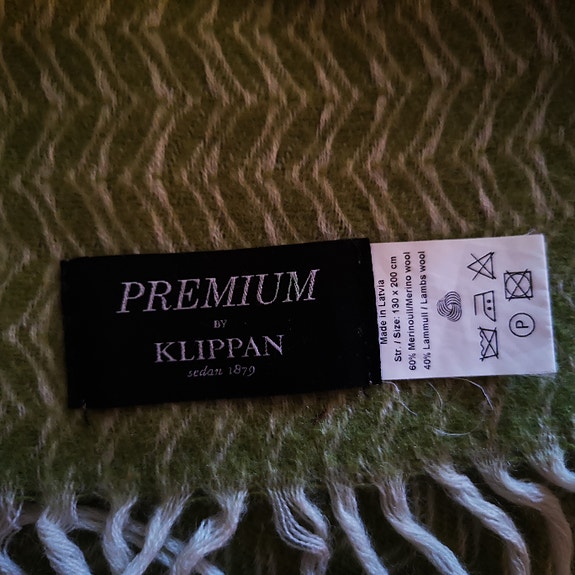 PREMIUM
BY
KLIPPAN
sedan 1879
Made in Latvia
Str. / Size: 130 x 200 cm
60% Merinoull/Merino wool
40% Lammull / Lambs wool
P